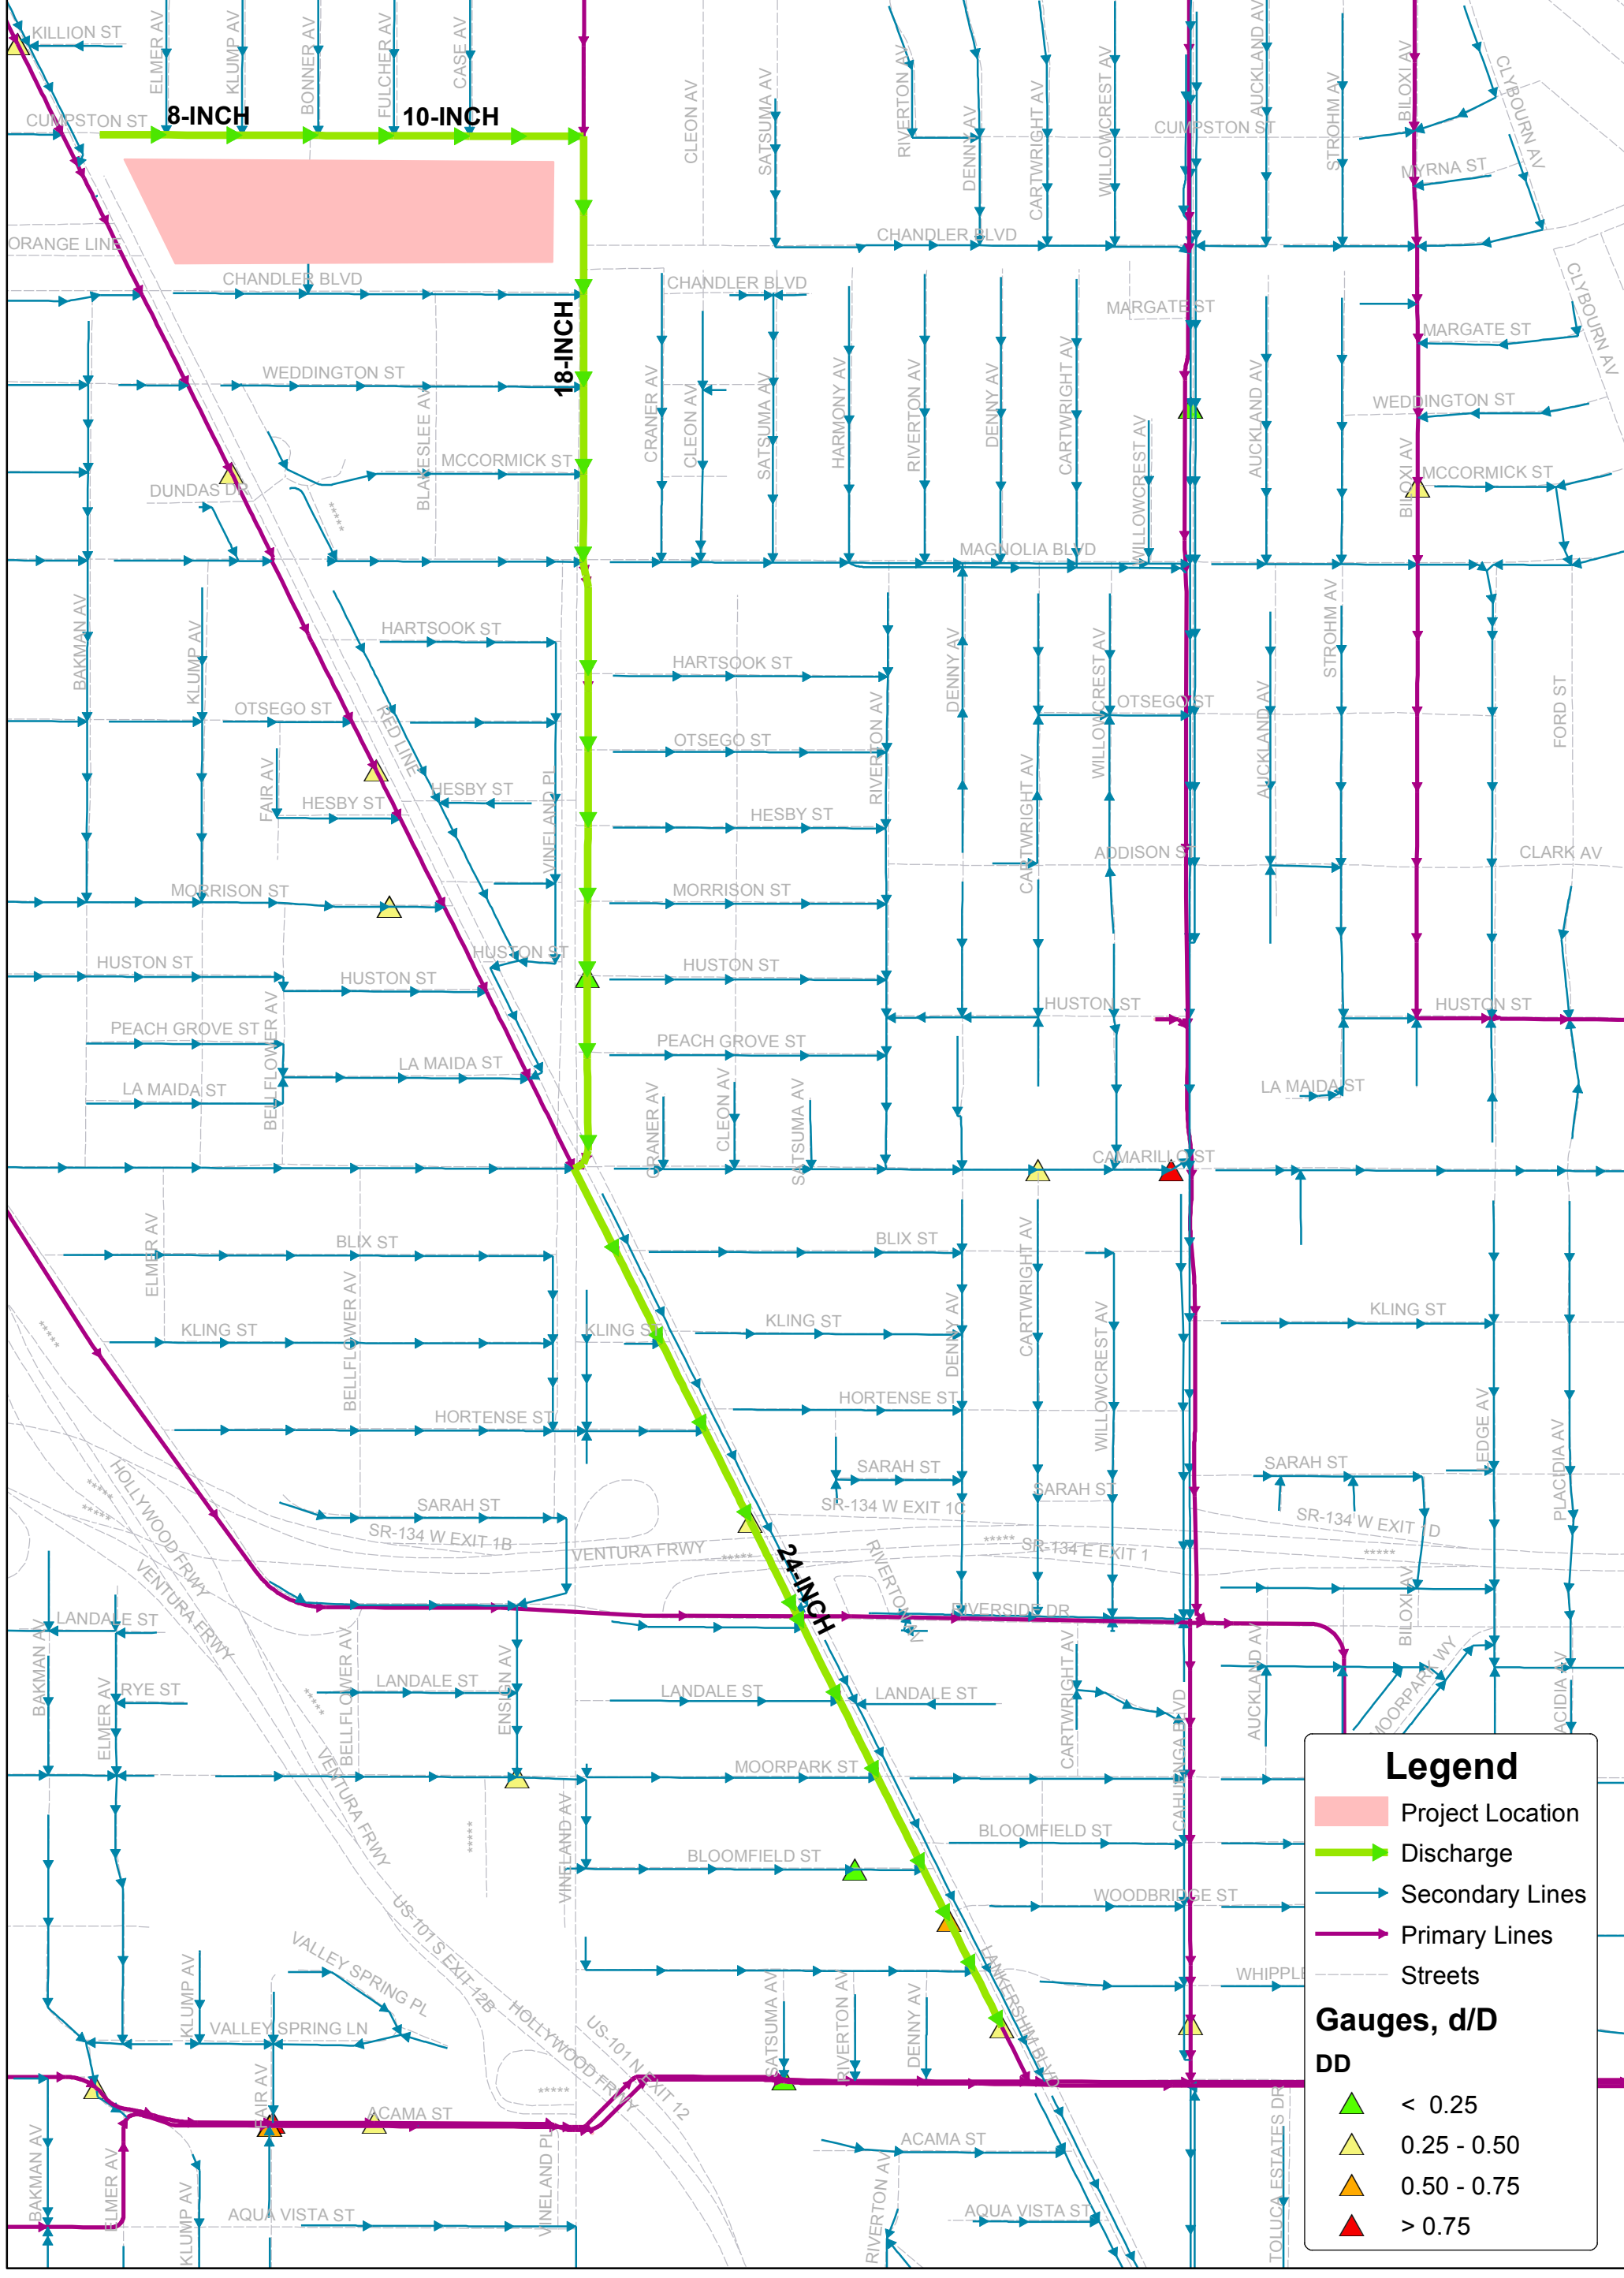 KILLION ST
ELMER AV
KLUMP AV
BONNER AV
FULCHER AV
CASE AV
CLEON AV
SATSUMA AV
RIVERTON AV
DENNY AV
CARTWRIGHT AV
WILLOWCREST AV
AUCKLAND AV
STROHM AV
BILOXI AV
CLYBOURN AV
CUMPSTON ST
8-INCH
10-INCH
CUMPSTON ST
MYRNA ST
ORANGE LINE
CHANDLER BLVD
CHANDLER BLVD
CHANDLER BLVD
18-INCH
MARGATE ST
MARGATE ST
CLYBOURN AV
WEDDINGTON ST
WEDDINGTON ST
BLAKESLEE AV
CRANER AV
CLEON AV
SATSUMA AV
HARMONY AV
RIVERTON AV
DENNY AV
CARTWRIGHT AV
WILLOWCREST AV
AUCKLAND AV
BILOXI AV
MCCORMICK ST
MCCORMICK ST
DUNDAS DR
*****
MAGNOLIA BLVD
BAKMAN AV
KLUMP AV
HARTSOOK ST
HARTSOOK ST
RIVERTON AV
DENNY AV
WILLOWCREST AV
AUCKLAND AV
STROHM AV
FORD ST
OTSEGO ST
RED LINE
OTSEGO ST
OTSEGO ST
FAIR AV
HESBY ST
HESBY ST
VINELAND PL
HESBY ST
CARTWRIGHT AV
ADDISON ST
CLARK AV
MORRISON ST
MORRISON ST
HUSTON ST
HUSTON ST
HUSTON ST
HUSTON ST
HUSTON ST
HUSTON ST
BELLFLOWER AV
PEACH GROVE ST
PEACH GROVE ST
LA MAIDA ST
LA MAIDA ST
LA MAIDA ST
CRANER AV
CLEON AV
SATSUMA AV
CAMARILLO ST
ELMER AV
BLIX ST
BLIX ST
BELLFLOWER AV
CARTWRIGHT AV
KLING ST
KLING ST
KLING ST
KLING ST
DENNY AV
WILLOWCREST AV
HORTENSE ST
HORTENSE ST
EDGE AV
PLACIDIA AV
*****
SARAH ST
SARAH ST
SARAH ST
SARAH ST
HOLLYWOOD FRWY
*****
*****
SR-134 W EXIT 1B
SR-134 W EXIT 1C
SR-134 W EXIT 1D
VENTURA FRWY
*****
*****
SR-134 E EXIT 1
*****
24-INCH
VENTURA FRWY
RIVERTON AV
RIVERSIDE DR
BILOXI AV
LANDALE ST
BAKMAN AV
ELMER AV
RYE ST
BELLFLOWER AV
LANDALE ST
ENSIGN AV
LANDALE ST
LANDALE ST
CARTWRIGHT AV
CAHUENGA BLVD
AUCKLAND AV
MOORPARK WY
ACIDIA AV
*****
VENTURA FRWY
MOORPARK ST
*****
VINELAND AV
BLOOMFIELD ST
BLOOMFIELD ST
WOODBRIDGE ST
US-101 S EXIT 12B
VALLEY SPRING PL
KLUMP AV
VALLEY SPRING LN
HOLLYWOOD FRWY
US-101 N EXIT 12
*****
SATSUMA AV
RIVERTON AV
DENNY AV
LANKERSHIM BLVD
WHIPPLE
FAIR AV
ACAMA ST
ACAMA ST
BAKMAN AV
ELMER AV
KLUMP AV
AQUA VISTA ST
VINELAND PL
RIVERTON AV
AQUA VISTA ST
TOLUCA ESTATES DR
Legend
Project Location
Discharge
Secondary Lines
Primary Lines
Streets
Gauges, d/D
DD
< 0.25
0.25 - 0.50
0.50 - 0.75
> 0.75